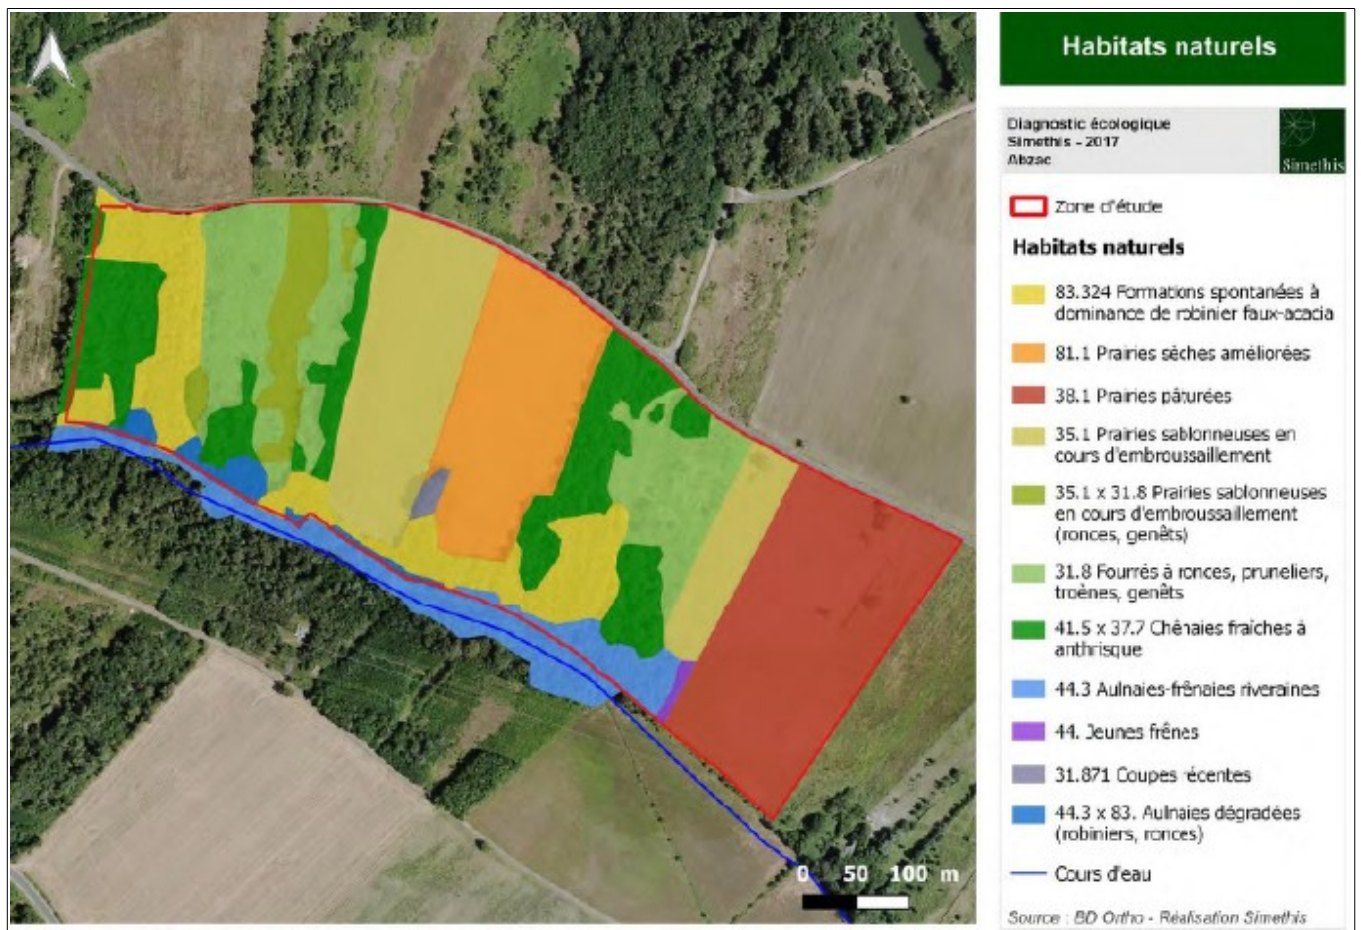 Habitats naturels
Diagnostic écologique
Simethis - 2017
Abzac
Simethis
Zone d'étude
Habitats naturels
83.324 Formations spontanées à
dominance de robinier faux-acacia
81.1 Prairies sèches améliorées
38.1 Prairies pâturées
35.1 Prairies sablonneuses en
cours d'embroussaillement
35.1 x 31.8 Prairies sablonneuses
en cours d'embroussaillement
(ronces, genêts)
31.8 Fourrés à ronces, pruneliers,
troènes, genêts
41.5 x 37.7 Chênaies fraîches à
anthrisque
44.3 Aulnaies-frênaies riveraines
44. Jeunes frênes
31.871 Coupes récentes
44.3 x 83. Aulnaies dégradées
(robiniers, ronces)
Cours d'eau
0 50 100 m
Source : BD Ortho - Réalisation Simethis